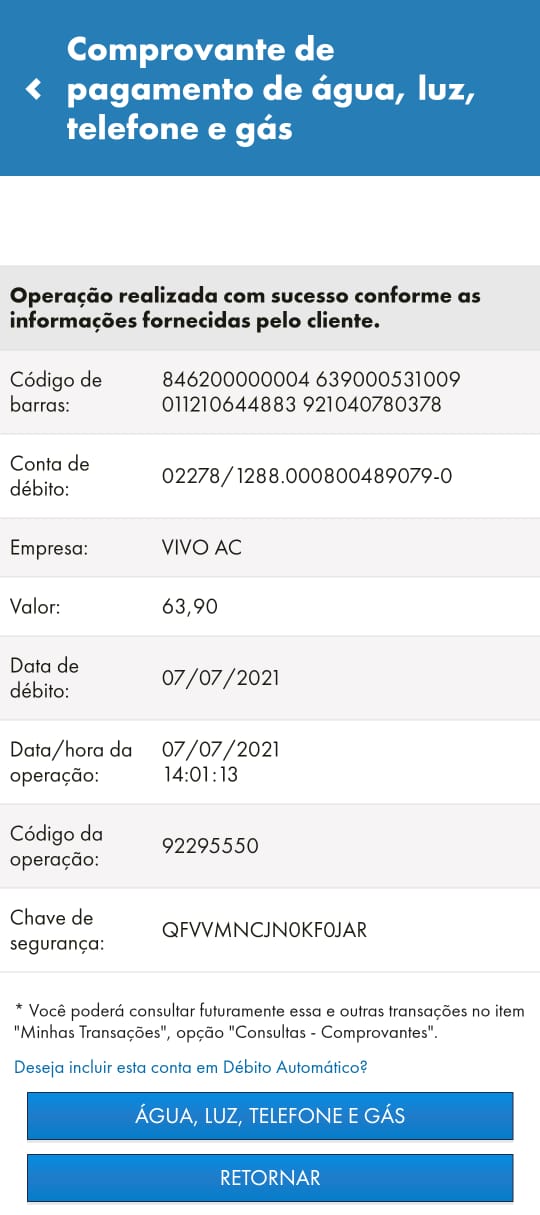 Comprovante de
pagamento de água, luz,
telefone e gás
Operação realizada com sucesso conforme as
informações fornecidas pelo cliente.
Código de
barras:
846200000004 639000531009
011210644883 921040780378
Conta de
débito:
02278/1288.000800489079-0
Empresa:
VIVO AC
Valor:
63,90
Data de
débito:
07/07/2021
Data/hora da
operação:
07/07/2021
14:01:13
Código da
operação:
92295550
Chave de
segurança:
QFVVMNCJN0KF0JAR
* Você poderá consultar futuramente essa e outras transações no item
"Minhas Transações", opção "Consultas - Comprovantes".
Deseja incluir esta conta em Débito Automático?
ÁGUA, LUZ, TELEFONE E GÁS
RETORNAR